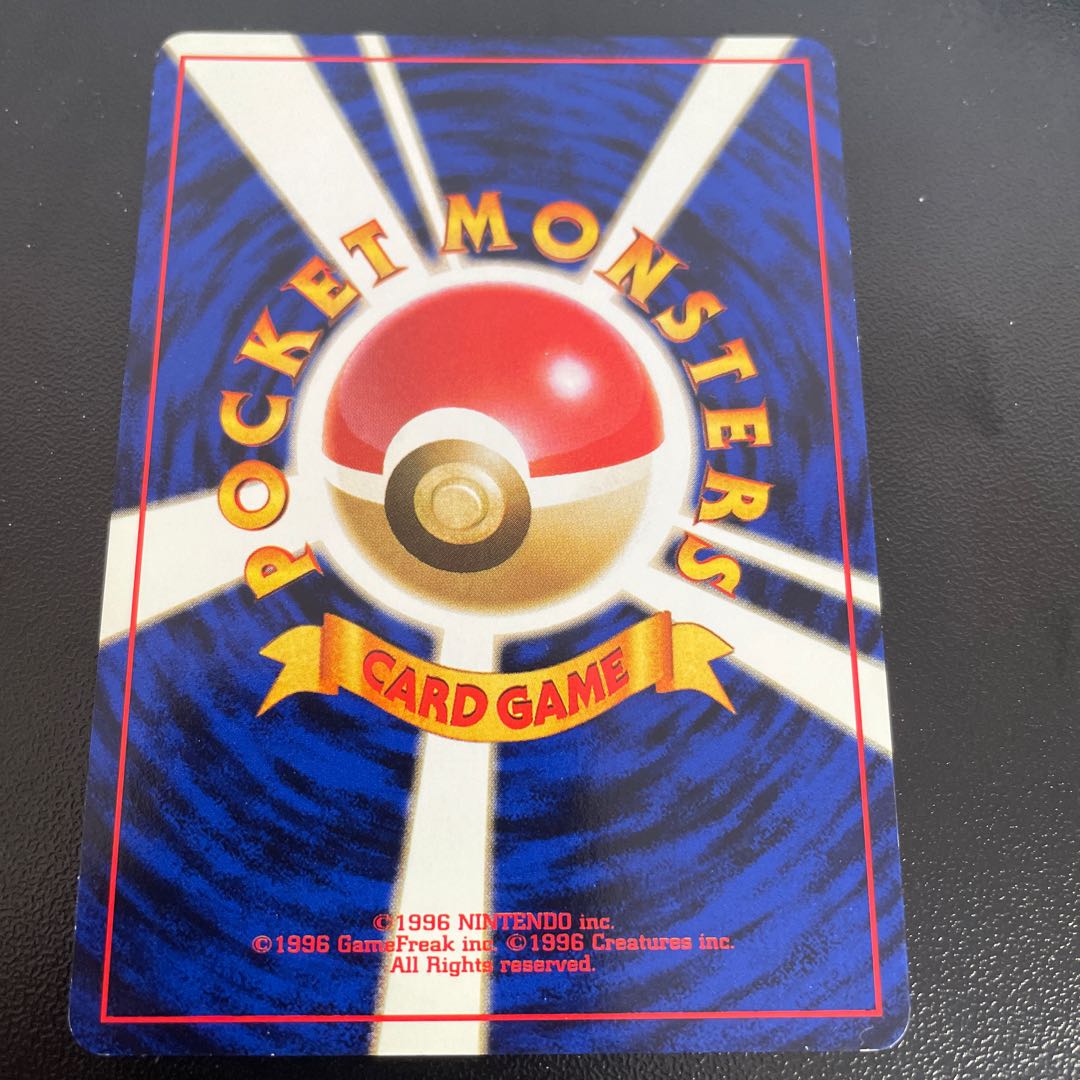 POCKET MONSTERS
CARD GAME
©1996 NINTENDO inc.
©1996 GameFreak inc. ©1996 Creatures inc.
All Rights reserved.